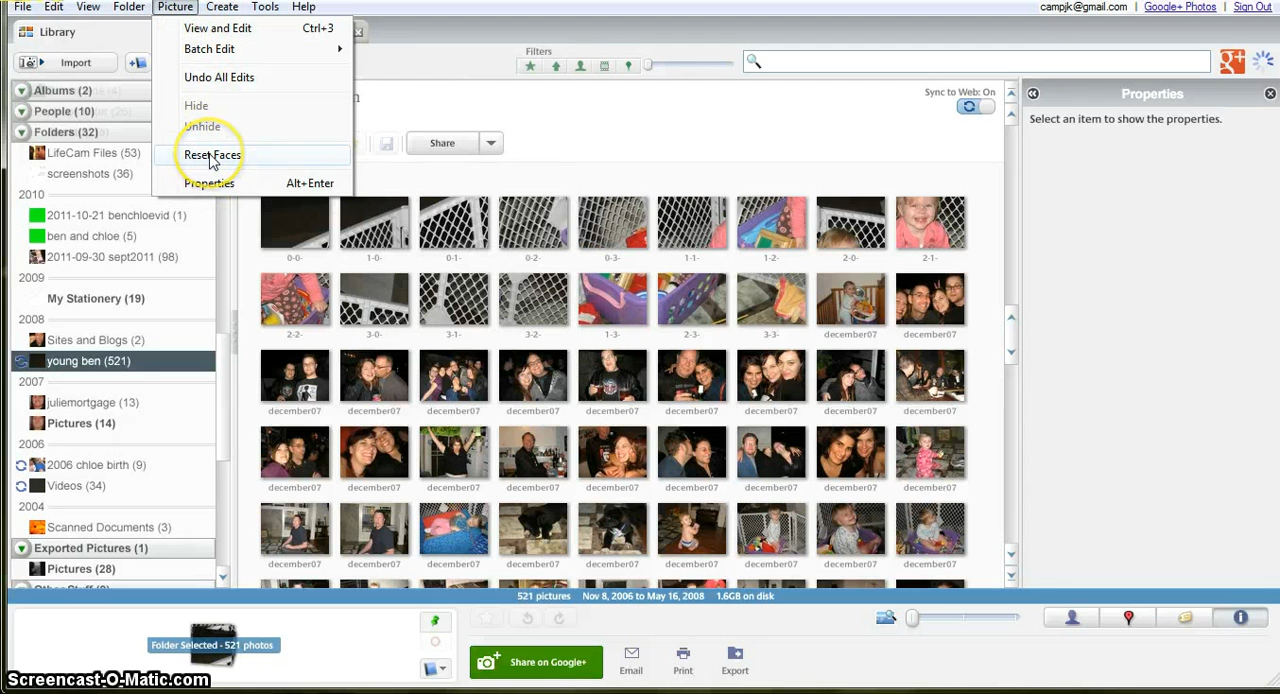 File Edit View Folder Picture Create Tools Help
campjk@gmail.com Google+ Photos Sign Out
Library
View and Edit Ctrl+3
Batch Edit
Undo All Edits
Hide
Unhide
Reset Faces
Properties Alt+Enter
Import
Filters
Albums (2)
People (10)
Folders (32)
LifeCam Files (53)
screenshots (36)
2010
2011-10-21 benchloevid (1)
ben and chloe (5)
2011-09-30 sept2011 (98)
2009
My Stationery (19)
2008
Sites and Blogs (2)
young ben (521)
2007
juliemortgage (13)
Pictures (14)
2006
2006 chloe birth (9)
Videos (34)
2004
Scanned Documents (3)
Exported Pictures (1)
Pictures (28)
Sync to Web: On
Share
0-0- 1-0- 0-1- 0-2- 0-3- 1-1- 1-2- 2-0- 2-1-
2-2- 3-0- 3-1- 3-2- 1-3- 2-3- 3-3- december07 december07
december07 december07 december07 december07 december07 december07 december07 december07 december07
december07 december07 december07 december07 december07 december07 december07 december07 december07
december07 december07 december07 december07 december07 december07 december07 december07 december07
Properties
Select an item to show the properties.
521 pictures Nov 8, 2006 to May 16, 2008 1.6GB on disk
Folder Selected - 521 photos
Share on Google+
Email Print Export
Screencast-O-Matic.com